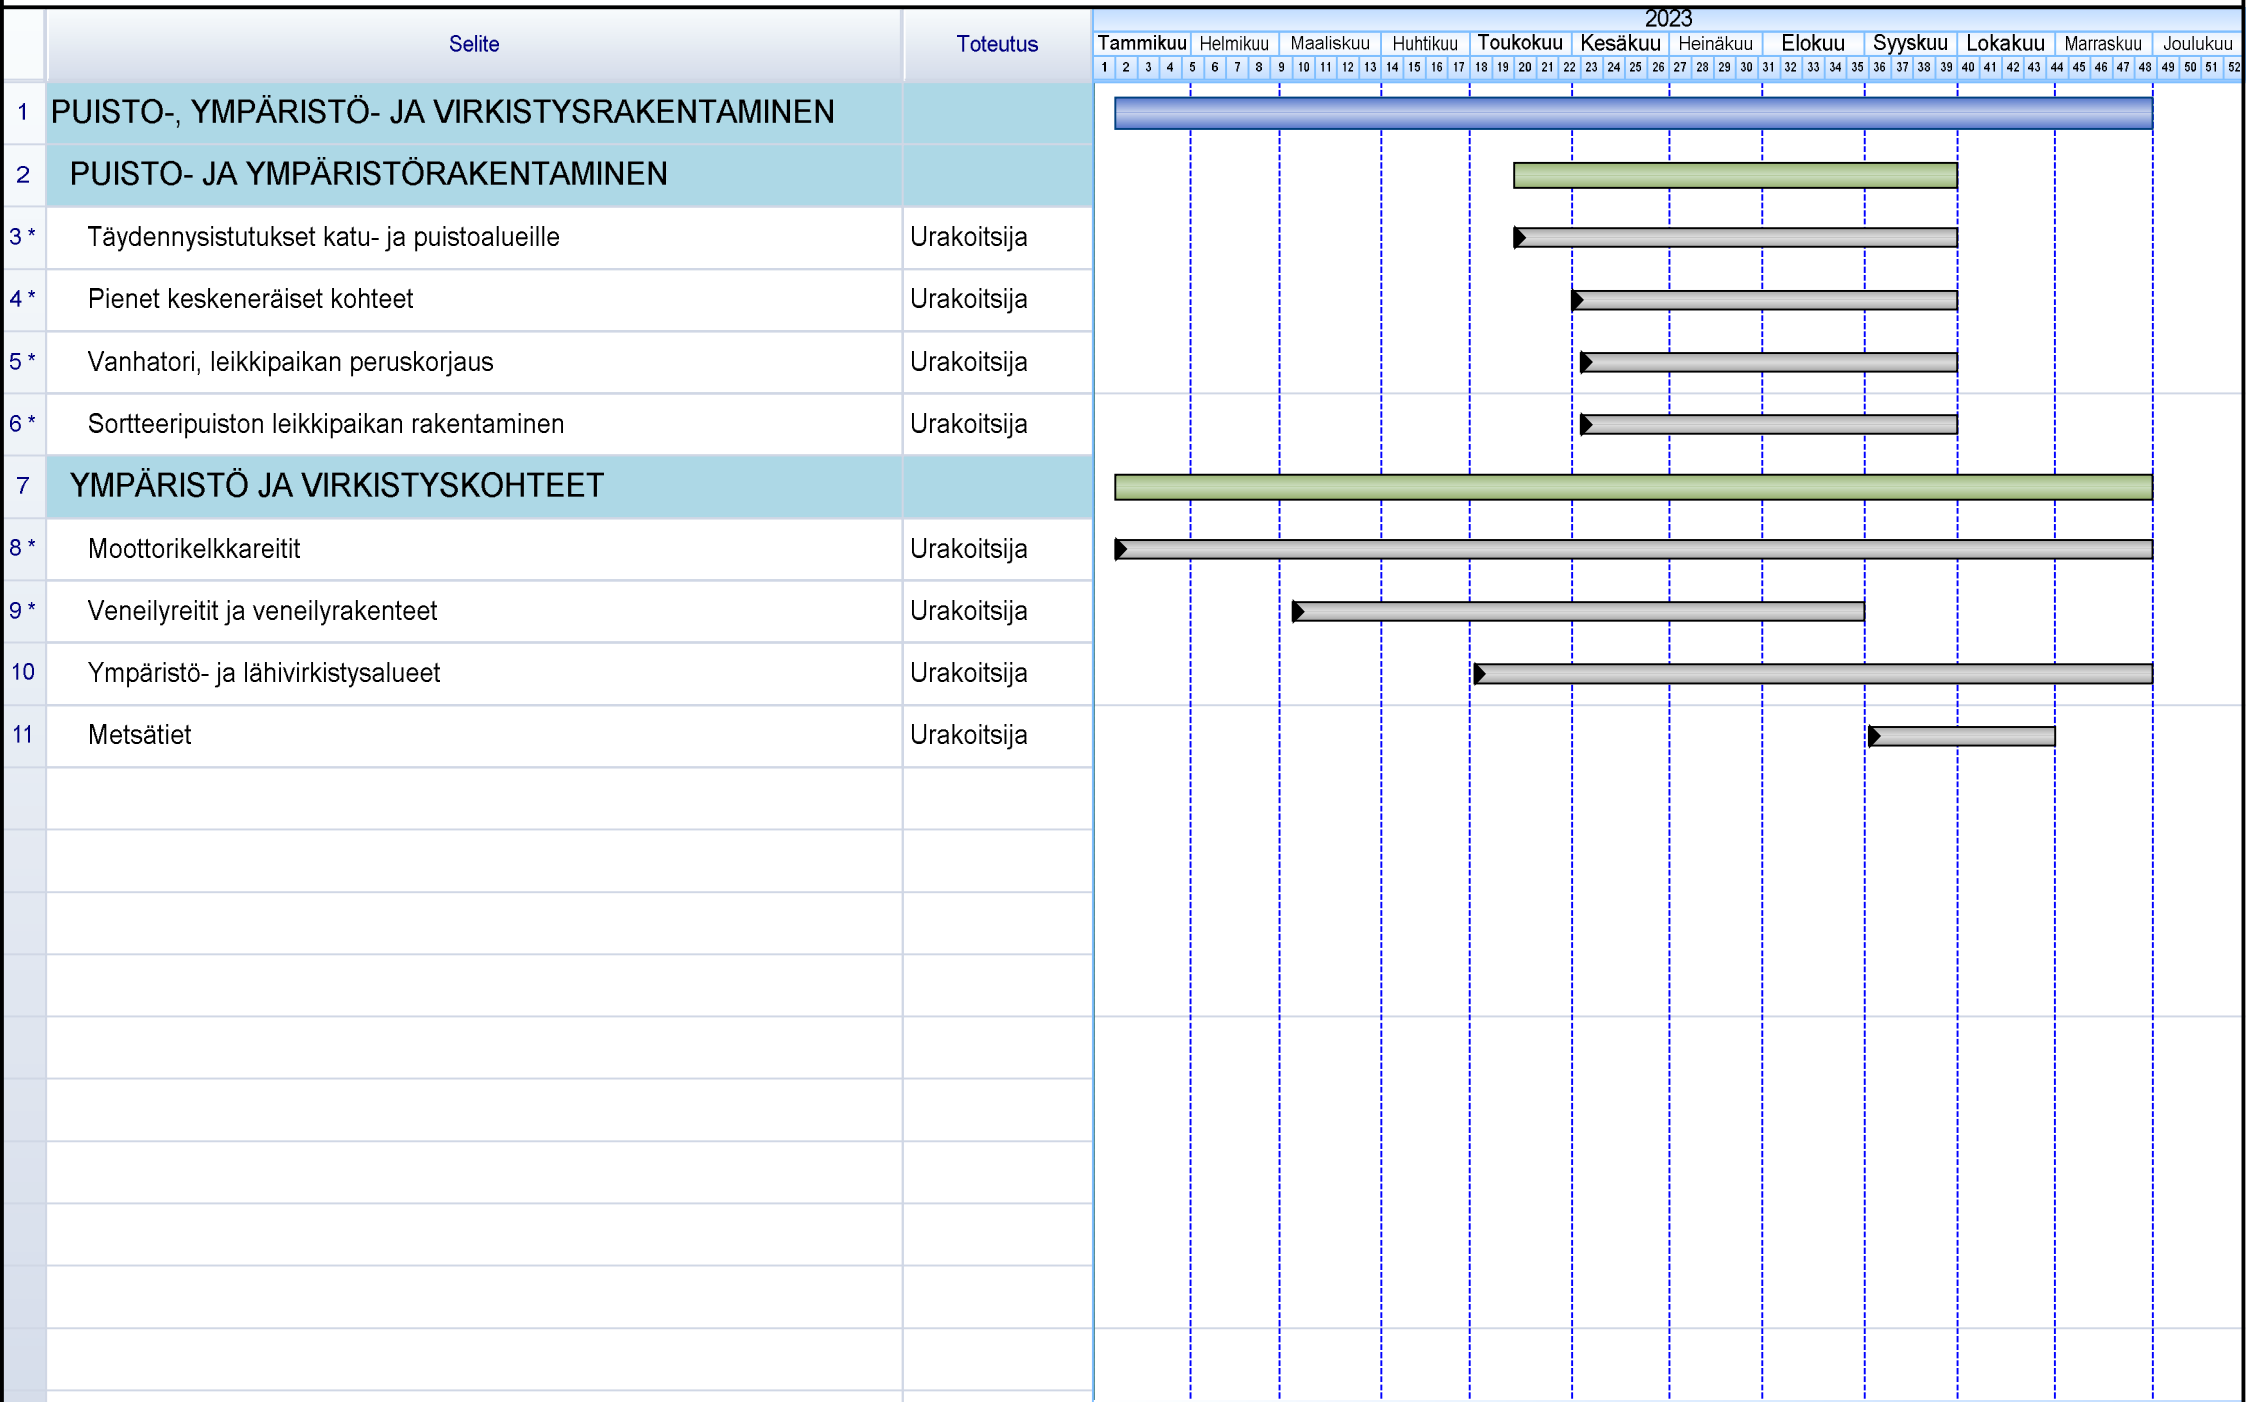 2023
Selite Toteutus Tammikuu Helmikuu Maaliskuu Huhtikuu Toukokuu Kesäkuu Heinäkuu Elokuu Syyskuu Lokakuu Marraskuu Joulukuu
1 2 3 4 5 6 7 8 9 10 11 12 13 14 15 16 17 18 19 20 21 22 23 24 25 26 27 28 29 30 31 32 33 34 35 36 37 38 39 40 41 42 43 44 45 46 47 48 49 50 51 52
1 PUISTO-, YMPÄRISTÖ- JA VIRKISTYSRAKENTAMINEN
2 PUISTO- JA YMPÄRISTÖRAKENTAMINEN
3 * Täydennysistutukset katu- ja puistoalueille Urakoitsija
4 * Pienet keskeneräiset kohteet Urakoitsija
5 * Vanhatori, leikkipaikan peruskorjaus Urakoitsija
6 * Sortteeripuiston leikkipaikan rakentaminen Urakoitsija
7 YMPÄRISTÖ JA VIRKISTYSKOHTEET
8 * Moottorikelkkareitit Urakoitsija
9 * Veneilyreitit ja veneilyrakenteet Urakoitsija
10 Ympäristö- ja lähivirkistysalueet Urakoitsija
11 Metsätiet Urakoitsija